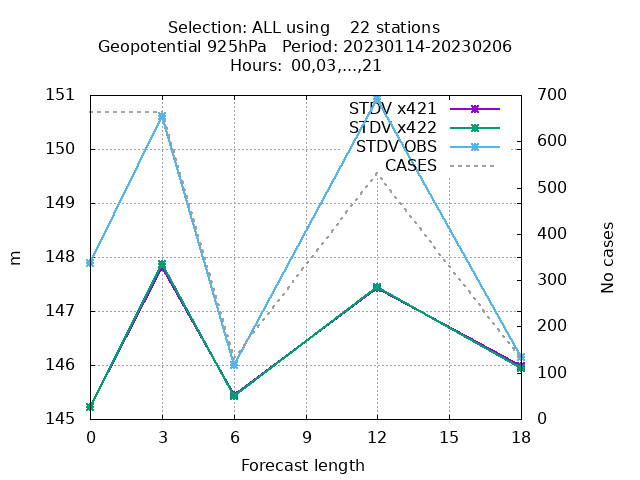 Selection: ALL using 22 stations
Geopotential 925hPa Period: 20230114-20230206
Hours: 00,03,...,21
151
150
149
148
147
146
145
m
700
600
500
400
300
200
100
0
No cases
STDV x421
STDV x422
STDV OBS
CASES
0 3 6 9 12 15 18
Forecast length